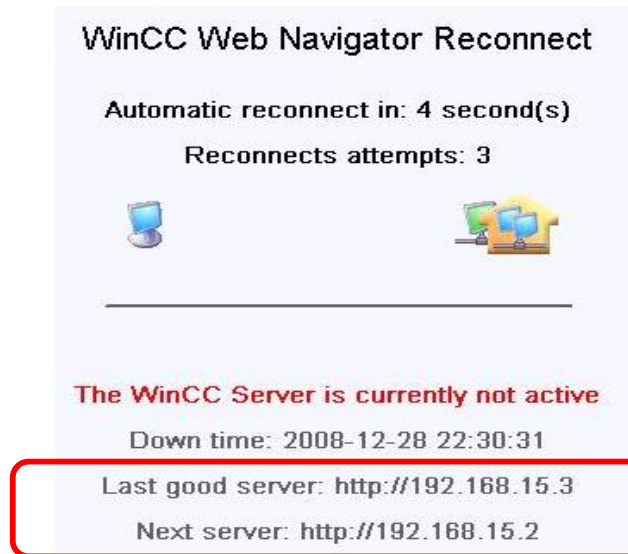 WinCC Web Navigator Reconnect
Automatic reconnect in: 4 second(s)
Reconnects attempts: 3
The WinCC Server is currently not active
Down time: 2008-12-28 22:30:31
Last good server: http://192.168.15.3
Next server: http://192.168.15.2